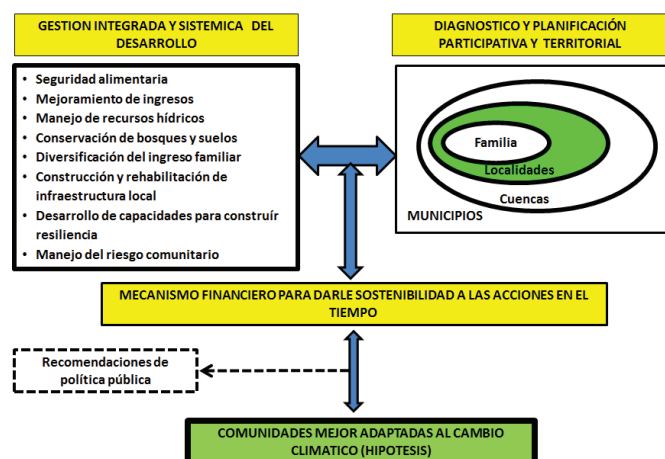 GESTION INTEGRADA Y SISTEMICA DEL
DESARROLLO
• Seguridad alimentaria
• Mejoramiento de ingresos
• Manejo de recursos hídricos
• Conservación de bosques y suelos
• Diversificación del ingreso familiar
• Construcción y rehabilitación de
infraestructura local
• Desarrollo de capacidades para construír
resiliencia
• Manejo del riesgo comunitario
DIAGNOSTICO Y PLANIFICACIÓN
PARTICIPATIVA Y TERRITORIAL
Familia
Localidades
Cuencas
MUNICIPIOS
MECANISMO FINANCIERO PARA DARLE SOSTENIBILIDAD A LAS ACCIONES EN EL
TIEMPO
Recomendaciones de
política pública
COMUNIDADES MEJOR ADAPTADAS AL CAMBIO
CLIMATICO (HIPOTESIS)